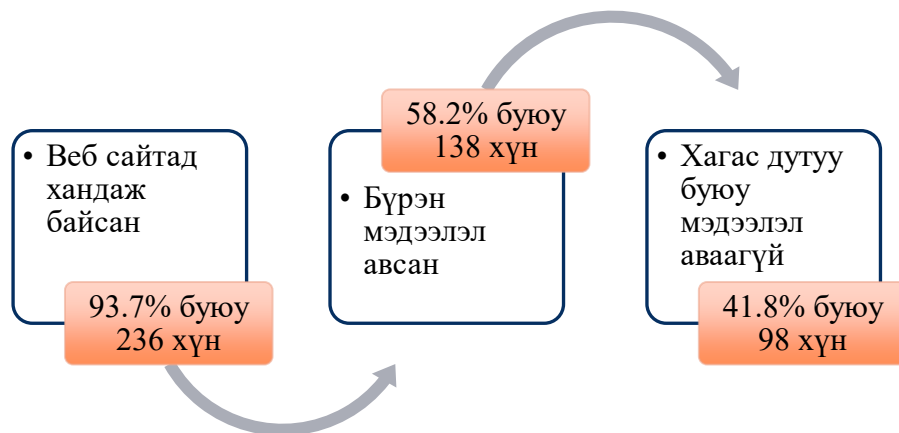 • Веб сайтад
хандаж
байсан
93.7% буюу
236 хүн
58.2% буюу
138 хүн
• Бүрэн
мэдээлэл
авсан
• Хагас дутуу
буюу
мэдээлэл
аваагүй
41.8% буюу
98 хүн